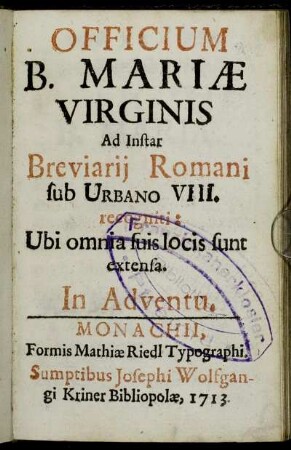 OFFICIUM
B. MARIÆ
VIRGINIS
Ad Instar
Breviarij Romani
sub URBANO VIII.
recogniti:
Ubi omnia suis locis sunt
extensa.
In Adventu.
MONACHII,
Formis Mathiæ Riedl Typographi.
Sumptibus Josephi Wolfgan-
gi Kriner Bibliopolæ, 1713.